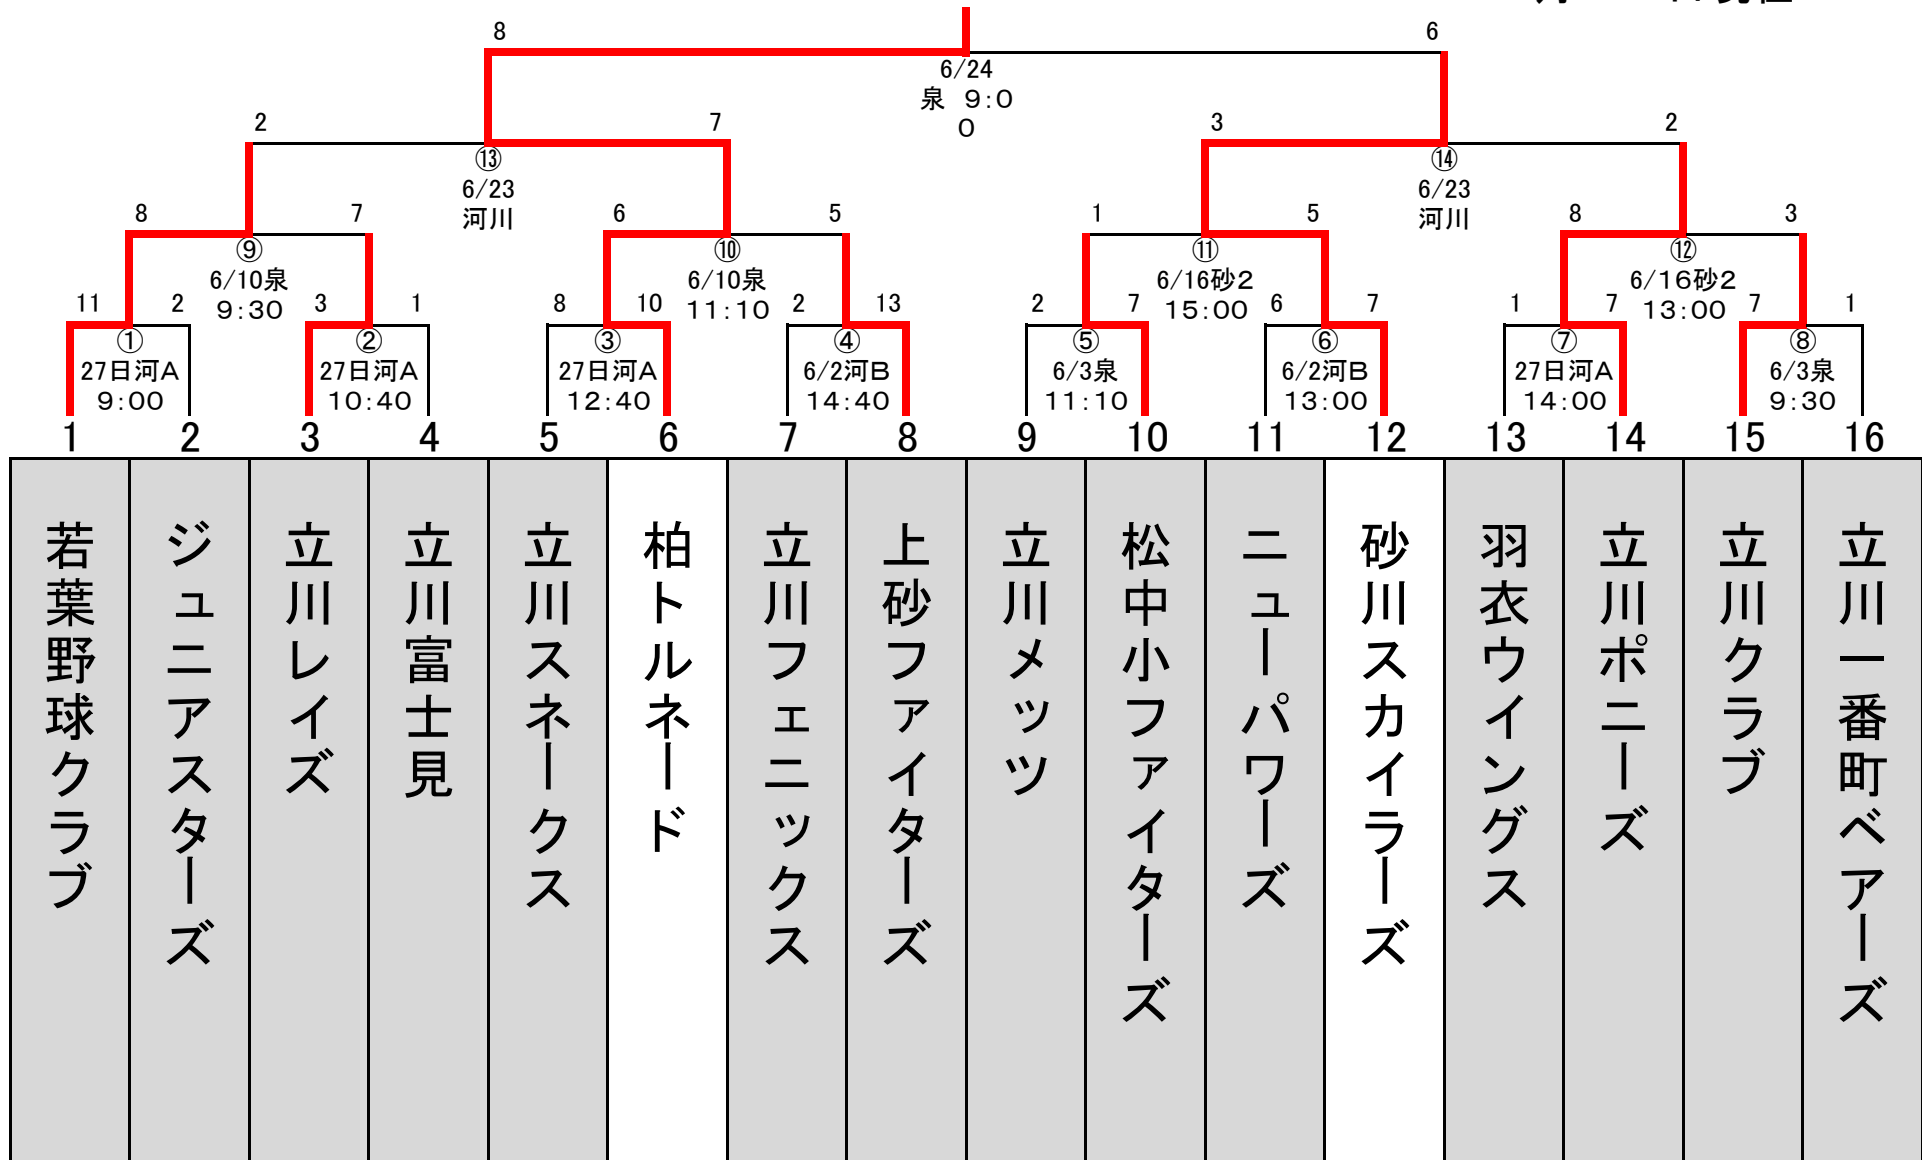 8
6
6/24
泉 9:0
0
2
7
3
2
⑬
6/23
河川
⑭
6/23
河川
8
7
6
5
1
5
8
3
⑨
6/10泉
9:30
⑩
6/10泉
11:10
⑪
6/16砂2
15:00
⑫
6/16砂2
13:00
11
2
3
1
8
10
2
13
2
7
6
7
1
7
7
1
①
27日河A
9:00
②
27日河A
10:40
③
27日河A
12:40
④
6/2河B
14:40
⑤
6/3泉
11:10
⑥
6/2河B
13:00
⑦
27日河A
14:00
⑧
6/3泉
9:30
1
2
3
4
5
6
7
8
9
10
11
12
13
14
15
16
若葉野球クラブ
ジュニアスターズ
立川レイズ
立川富士見
立川スネークス
柏トルネード
立川フェニックス
上砂ファイターズ
立川メッツ
松中小ファイターズ
ニューパワーズ
砂川スカイラーズ
羽衣ウイングス
立川ポニーズ
立川クラブ
立川一番町ベアーズ